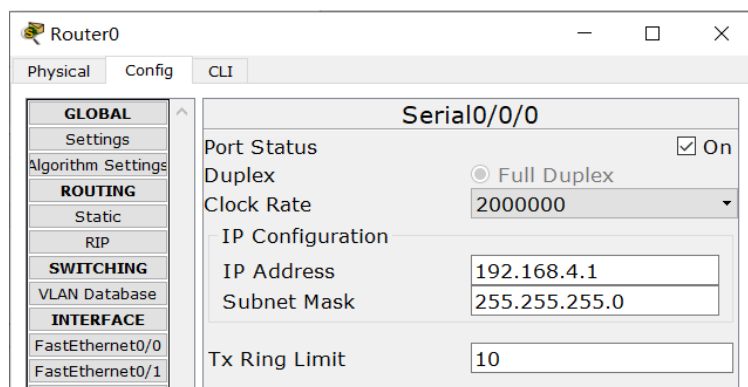 Router0
Physical Config CLI
GLOBAL
Settings
Algorithm Settings
ROUTING
Static
RIP
SWITCHING
VLAN Database
INTERFACE
FastEthernet0/0
FastEthernet0/1
Serial0/0/0
Port Status On
Duplex Full Duplex
Clock Rate 2000000
IP Configuration
IP Address 192.168.4.1
Subnet Mask 255.255.255.0
Tx Ring Limit 10